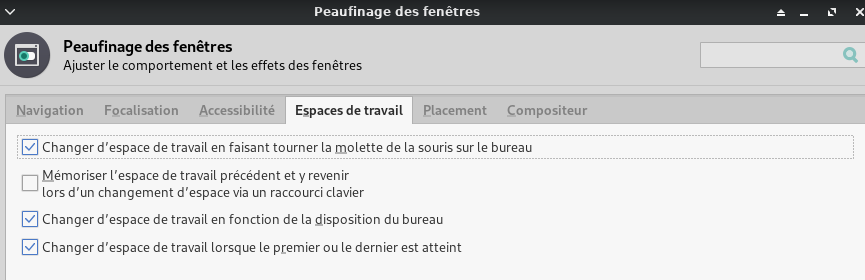 Peaufinage des fenêtres
Peaufinage des fenêtres
Ajuster le comportement et les effets des fenêtres
Navigation Focalisation Accessibilité Espaces de travail Placement Compositeur
Changer d'espace de travail en faisant tourner la molette de la souris sur le bureau
Mémoriser l'espace de travail précédent et y revenir
lors d'un changement d'espace via un raccourci clavier
Changer d'espace de travail en fonction de la disposition du bureau
Changer d'espace de travail lorsque le premier ou le dernier est atteint